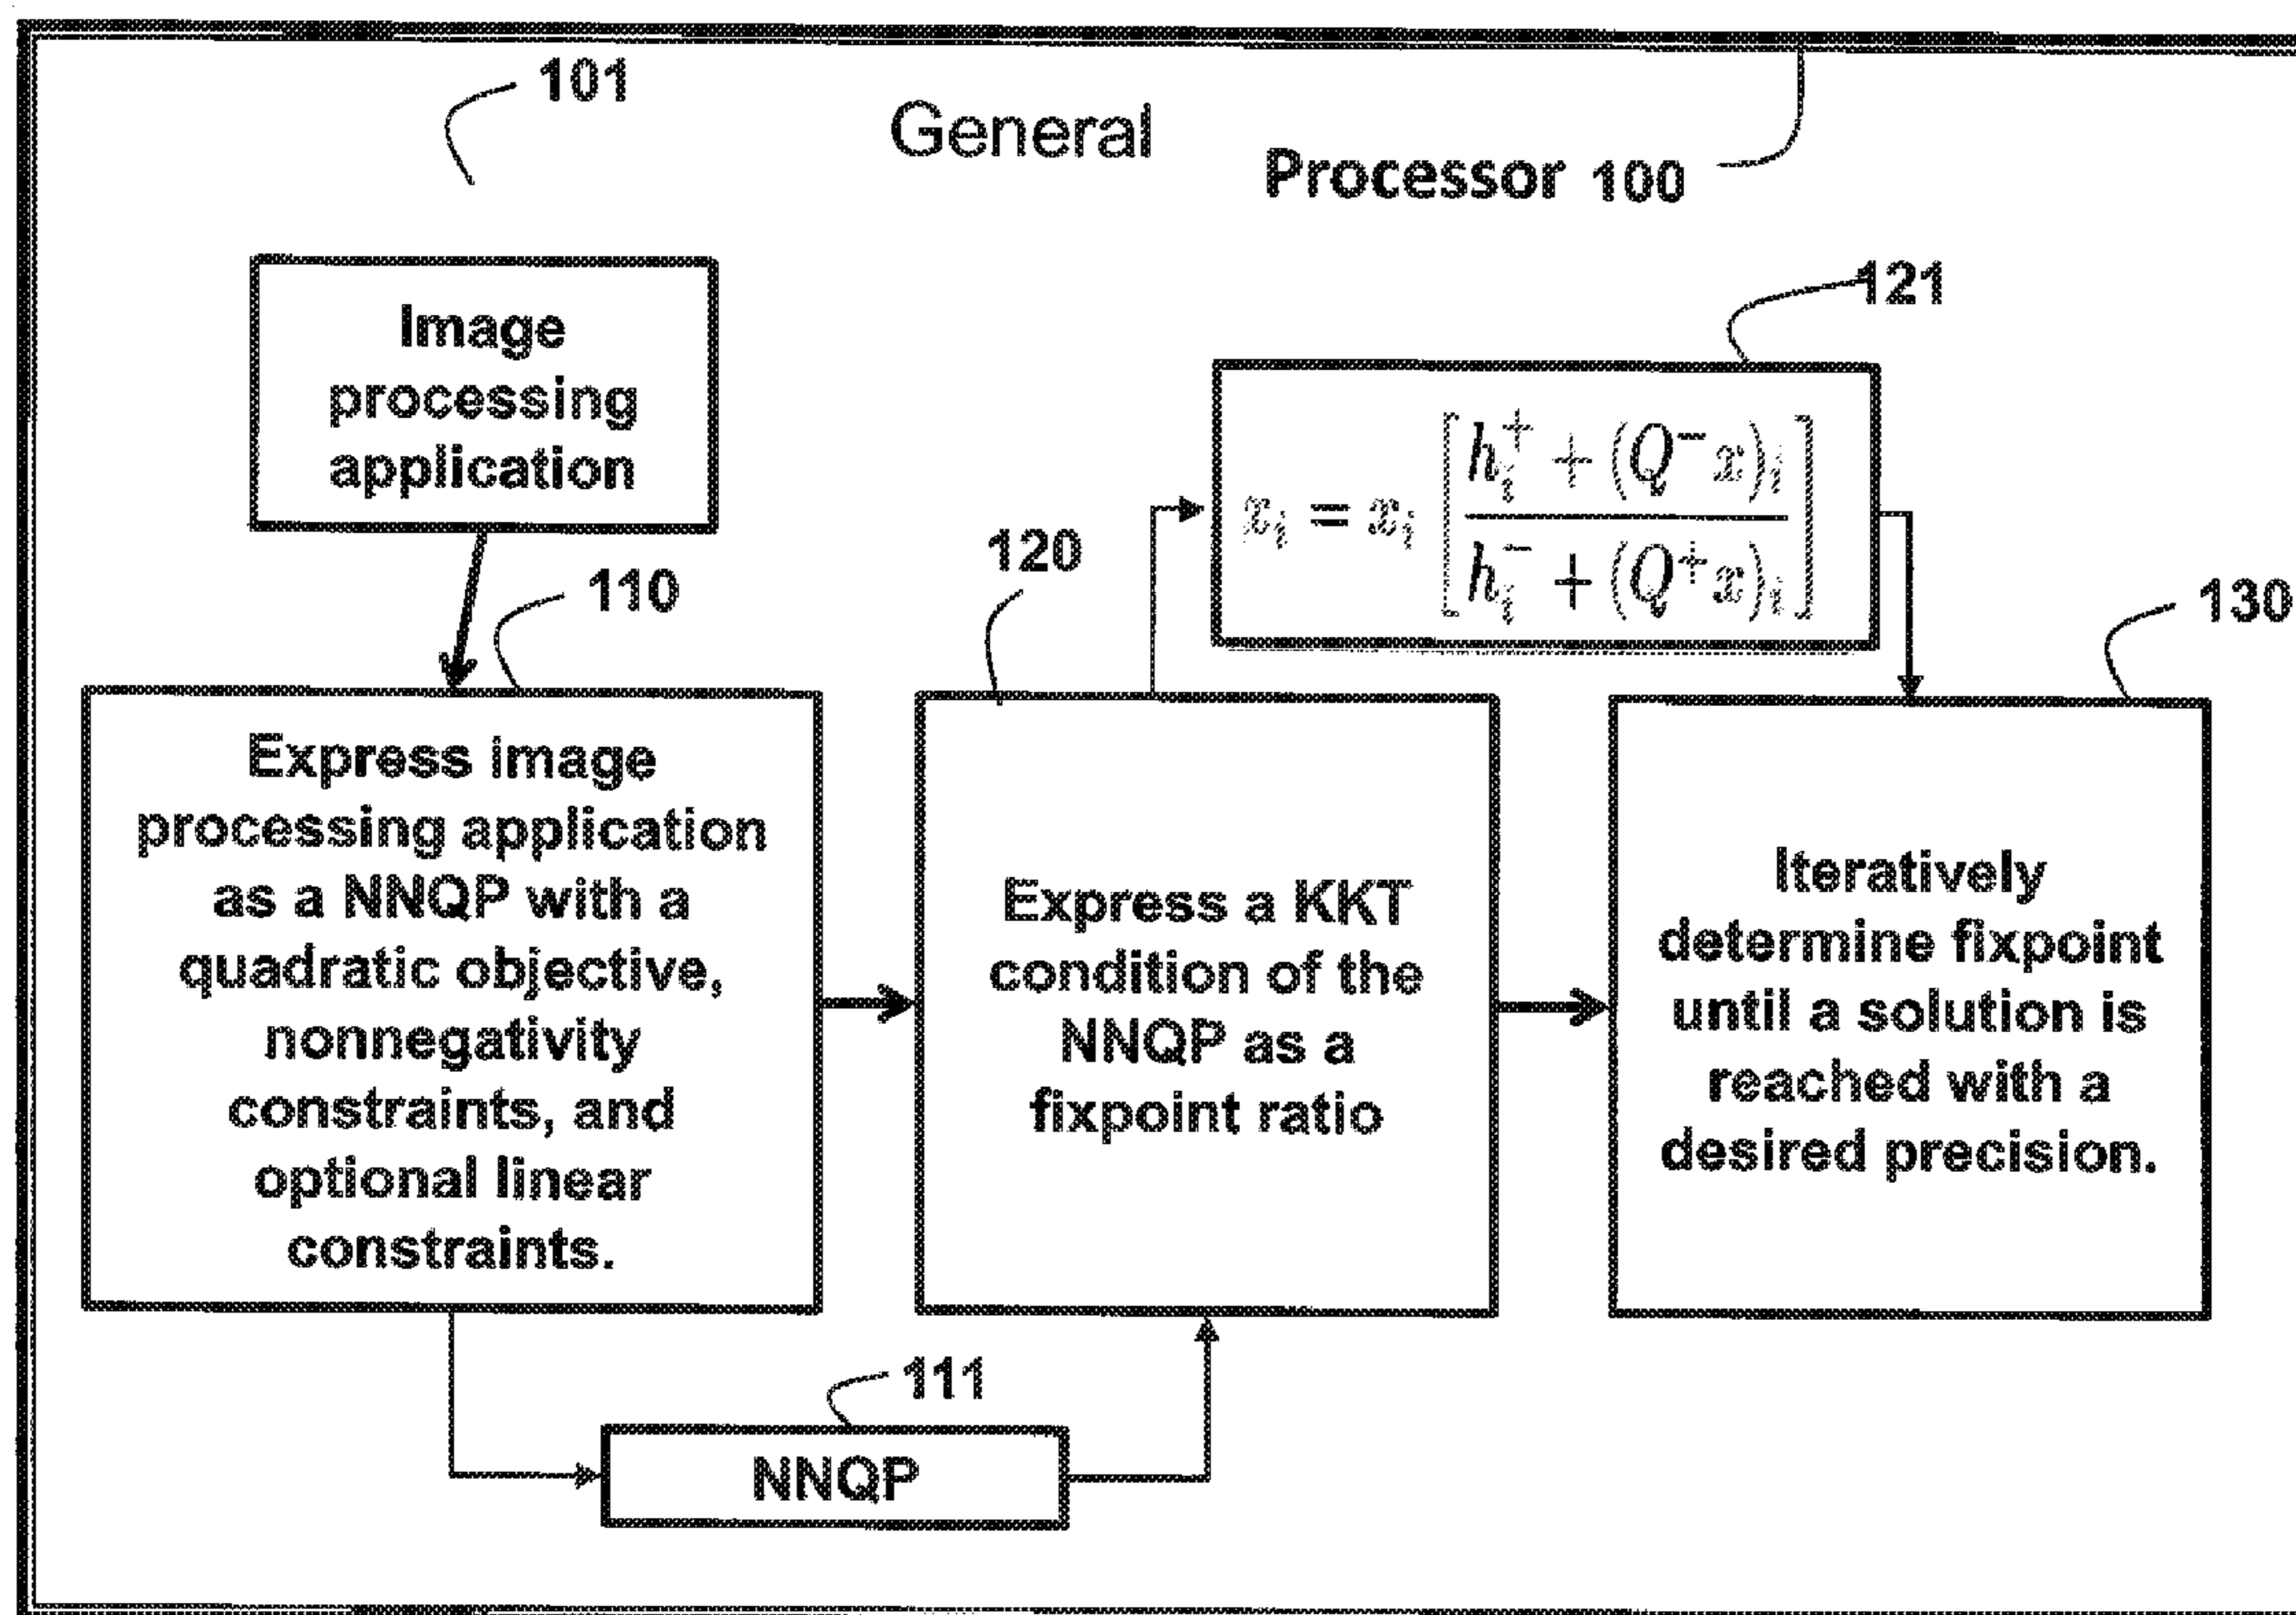 101
General
Processor 100
Image
processing
application
121
x_i = x_i [ h_i^+ + (Q^- x)_i / h_i^- + (Q^+ x)_i ]
120
110
130
Express image
processing application
as a NNQP with a
quadratic objective,
nonnegativity
constraints, and
optional linear
constraints.
Express a KKT
condition of the
NNQP as a
fixpoint ratio
Iteratively
determine fixpoint
until a solution is
reached with a
desired precision.
111
NNQP